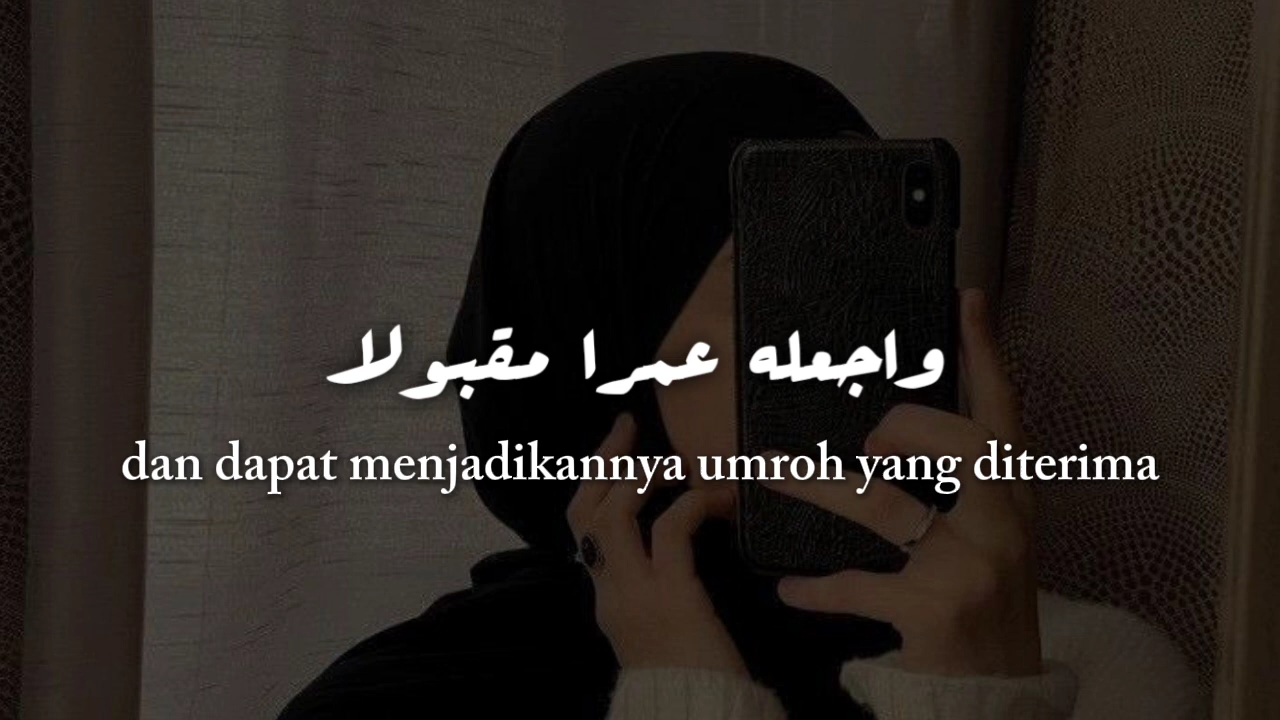 واجعله عمرا مقبولا
dan dapat menjadikannya umroh yang diterima